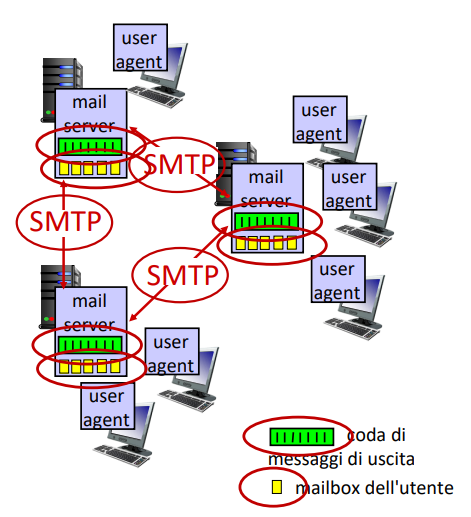 user
agent
mail
server
user
agent
SMTP
mail
server
user
agent
SMTP
SMTP
user
agent
mail
server
user
agent
user
agent
coda di
messaggi di uscita
mailbox dell'utente